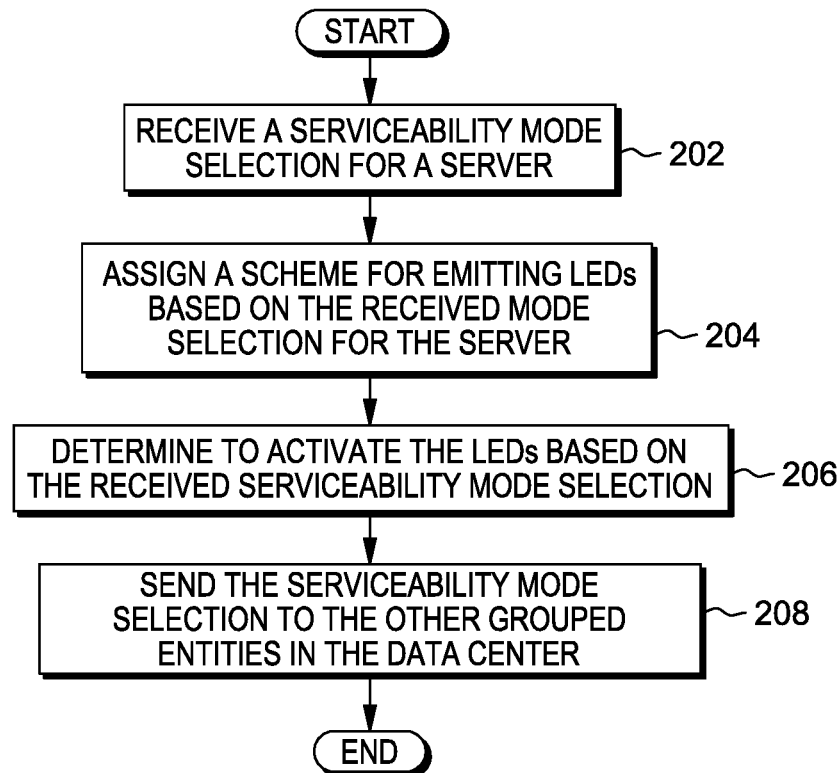 START
RECEIVE A SERVICEABILITY MODE
SELECTION FOR A SERVER
202
ASSIGN A SCHEME FOR EMITTING LEDs
BASED ON THE RECEIVED MODE
SELECTION FOR THE SERVER
204
DETERMINE TO ACTIVATE THE LEDs BASED ON
THE RECEIVED SERVICEABILITY MODE SELECTION
206
SEND THE SERVICEABILITY MODE
SELECTION TO THE OTHER GROUPED
ENTITIES IN THE DATA CENTER
208
END